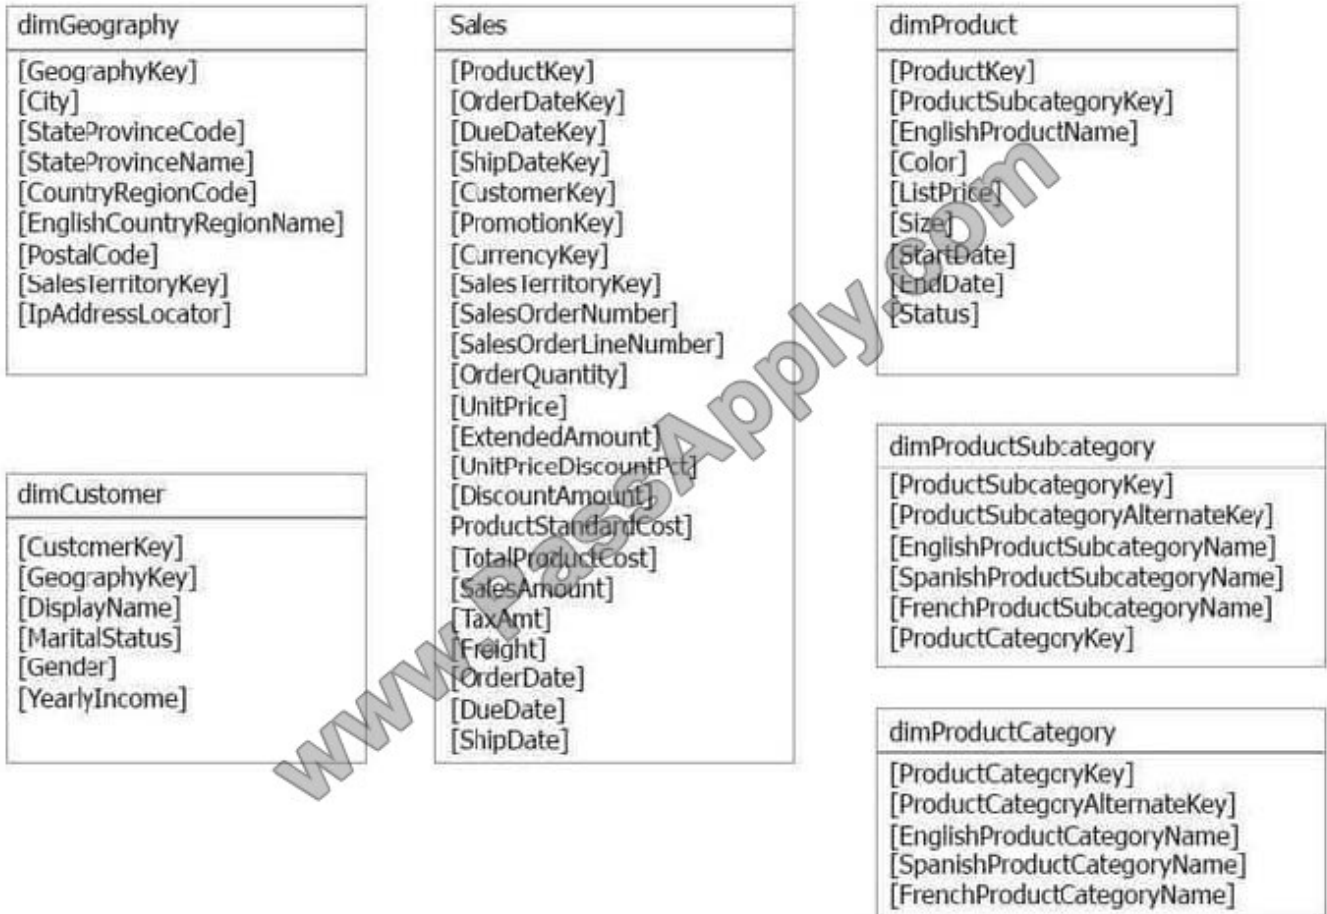 dimGeography
[GeographyKey]
[City]
[StateProvinceCode]
[StateProvinceName]
[CountryRegionCode]
[EnglishCountryRegionName]
[PostalCode]
[SalesTerritoryKey]
[IpAddressLocator]
dimCustomer
[CustomerKey]
[GeographyKey]
[DisplayName]
[MaritalStatus]
[Gender]
[YearlyIncome]
Sales
[ProductKey]
[OrderDateKey]
[DueDateKey]
[ShipDateKey]
[CustomerKey]
[PromotionKey]
[CurrencyKey]
[SalesTerritoryKey]
[SalesOrderNumber]
[SalesOrderLineNumber]
[OrderQuantity]
[UnitPrice]
[ExtendedAmount]
[UnitPriceDiscountPct]
[DiscountAmount]
ProductStandardCost]
[TotalProductCost]
[SalesAmount]
[TaxAmt]
[Freight]
[OrderDate]
[DueDate]
[ShipDate]
dimProduct
[ProductKey]
[ProductSubcategoryKey]
[EnglishProductName]
[Color]
[ListPrice]
[Size]
[StartDate]
[EndDate]
[Status]
dimProductSubcategory
[ProductSubcategoryKey]
[ProductSubcategoryAlternateKey]
[EnglishProductSubcategoryName]
[SpanishProductSubcategoryName]
[FrenchProductSubcategoryName]
[ProductCategoryKey]
dimProductCategory
[ProductCategoryKey]
[ProductCategoryAlternateKey]
[EnglishProductCategoryName]
[SpanishProductCategoryName]
[FrenchProductCategoryName]
www.PassApply.com